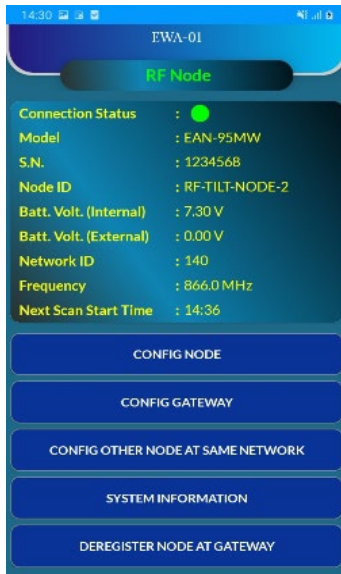 14:30
EWA-01
RF Node
Connection Status :
Model : EAN-95MW
S.N. : 1234568
Node ID : RF-TILT-NODE-2
Batt. Volt. (Internal) : 7.30 V
Batt. Volt. (External) : 0.00 V
Network ID : 140
Frequency : 866.0 MHz
Next Scan Start Time : 14:36
CONFIG NODE
CONFIG GATEWAY
CONFIG OTHER NODE AT SAME NETWORK
SYSTEM INFORMATION
DEREGISTER NODE AT GATEWAY